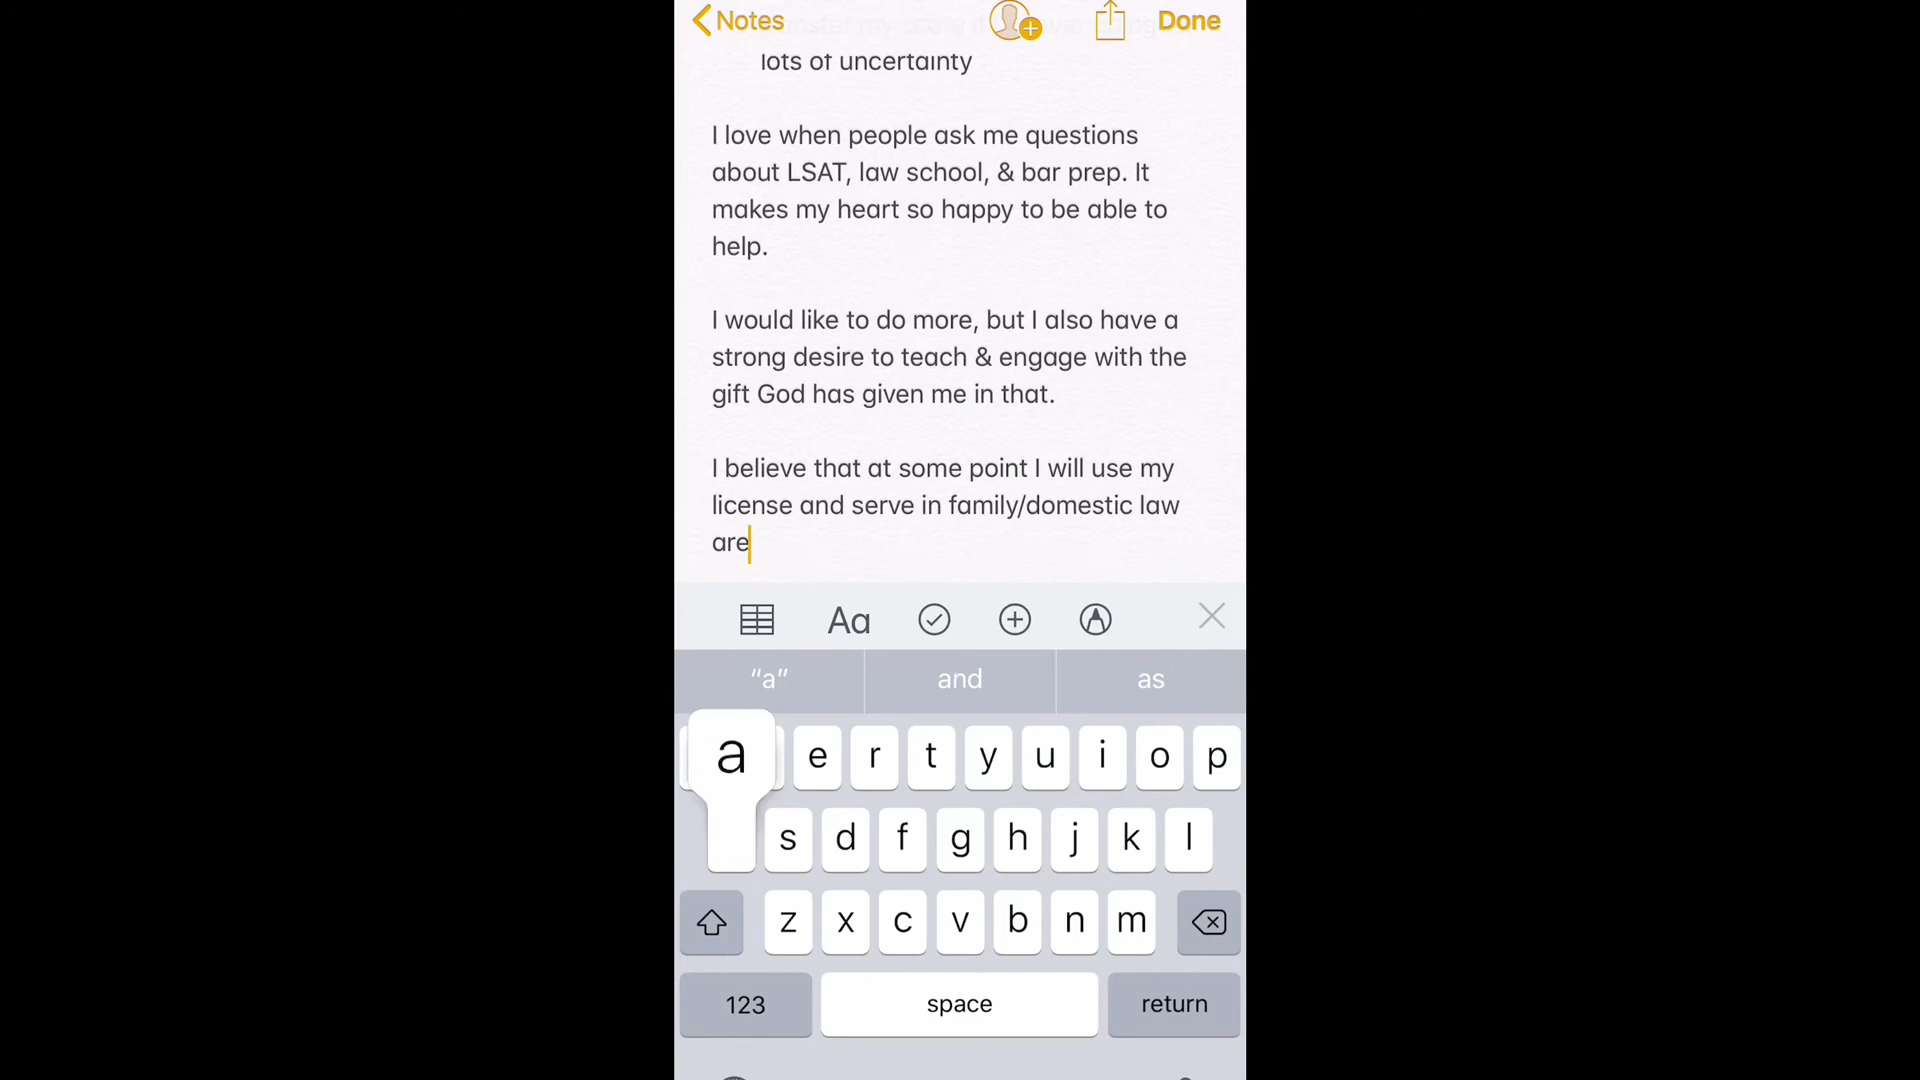 Notes
Done
lots of uncertainty
I love when people ask me questions
about LSAT, law school, & bar prep. It
makes my heart so happy to be able to
help.
I would like to do more, but I also have a
strong desire to teach & engage with the
gift God has given me in that.
I believe that at some point I will use my
license and serve in family/domestic law
are
Aa
“a” and as
a e r t y u i o p
s d f g h j k l
z x c v b n m
123 space return